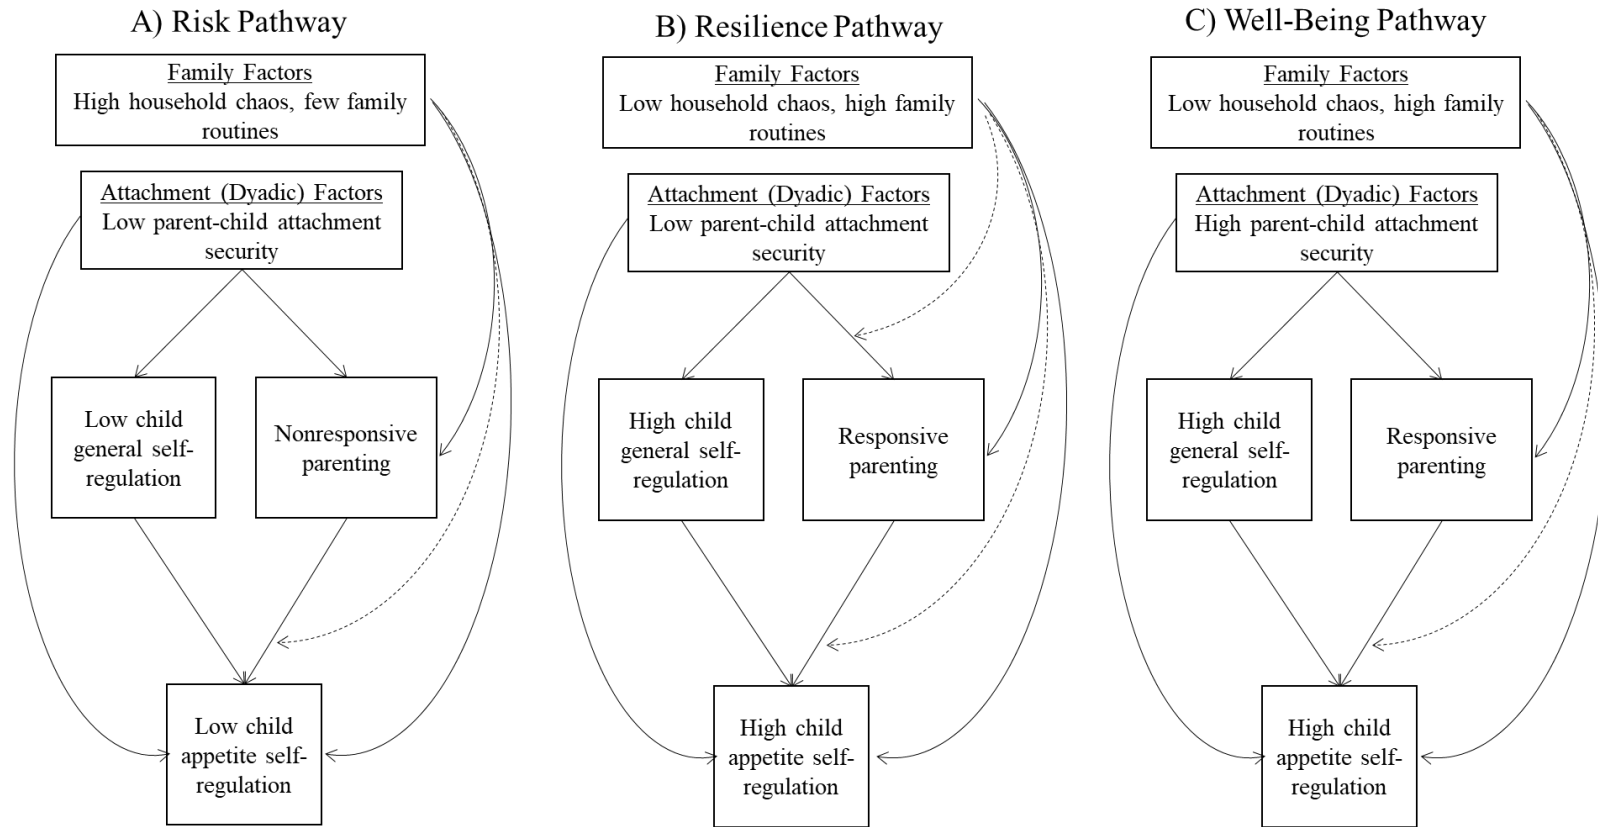 A) Risk Pathway
Family Factors
High household chaos, few family
routines
Attachment (Dyadic) Factors
Low parent-child attachment
security
Low child
general self-
regulation
Nonresponsive
parenting
Low child
appetite self-
regulation
B) Resilience Pathway
Family Factors
Low household chaos, high family
routines
Attachment (Dyadic) Factors
Low parent-child attachment
security
High child
general self-
regulation
Responsive
parenting
High child
appetite self-
regulation
C) Well-Being Pathway
Family Factors
Low household chaos, high family
routines
Attachment (Dyadic) Factors
High parent-child attachment
security
High child
general self-
regulation
Responsive
parenting
High child
appetite self-
regulation